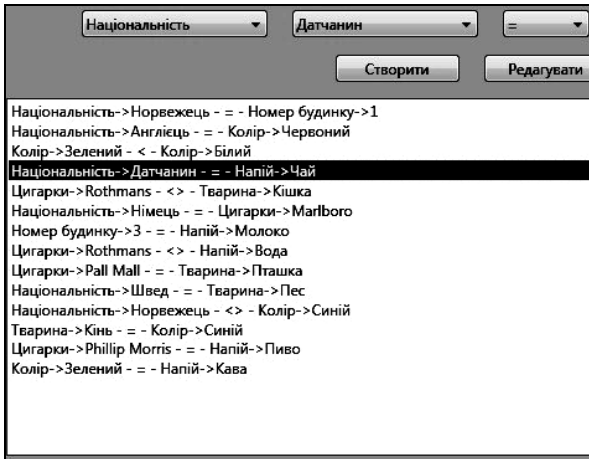 Національність Датчанин =
Створити Редагувати
Національність->Норвежець - = - Номер будинку->1
Національність->Англієць - = - Колір->Червоний
Колір->Зелений - < - Колір->Білий
Національність->Датчанин - = - Напій->Чай
Цигарки->Rothmans - <> - Тварина->Кішка
Національність->Німець - = - Цигарки->Marlboro
Номер будинку->3 - = - Напій->Молоко
Цигарки->Rothmans - <> - Напій->Вода
Цигарки->Pall Mall - = - Тварина->Пташка
Національність->Швед - = - Тварина->Пес
Національність->Норвежець - <> - Колір->Синій
Тварина->Кінь - = - Колір->Синій
Цигарки->Phillip Morris - = - Напій->Пиво
Колір->Зелений - = - Напій->Кава